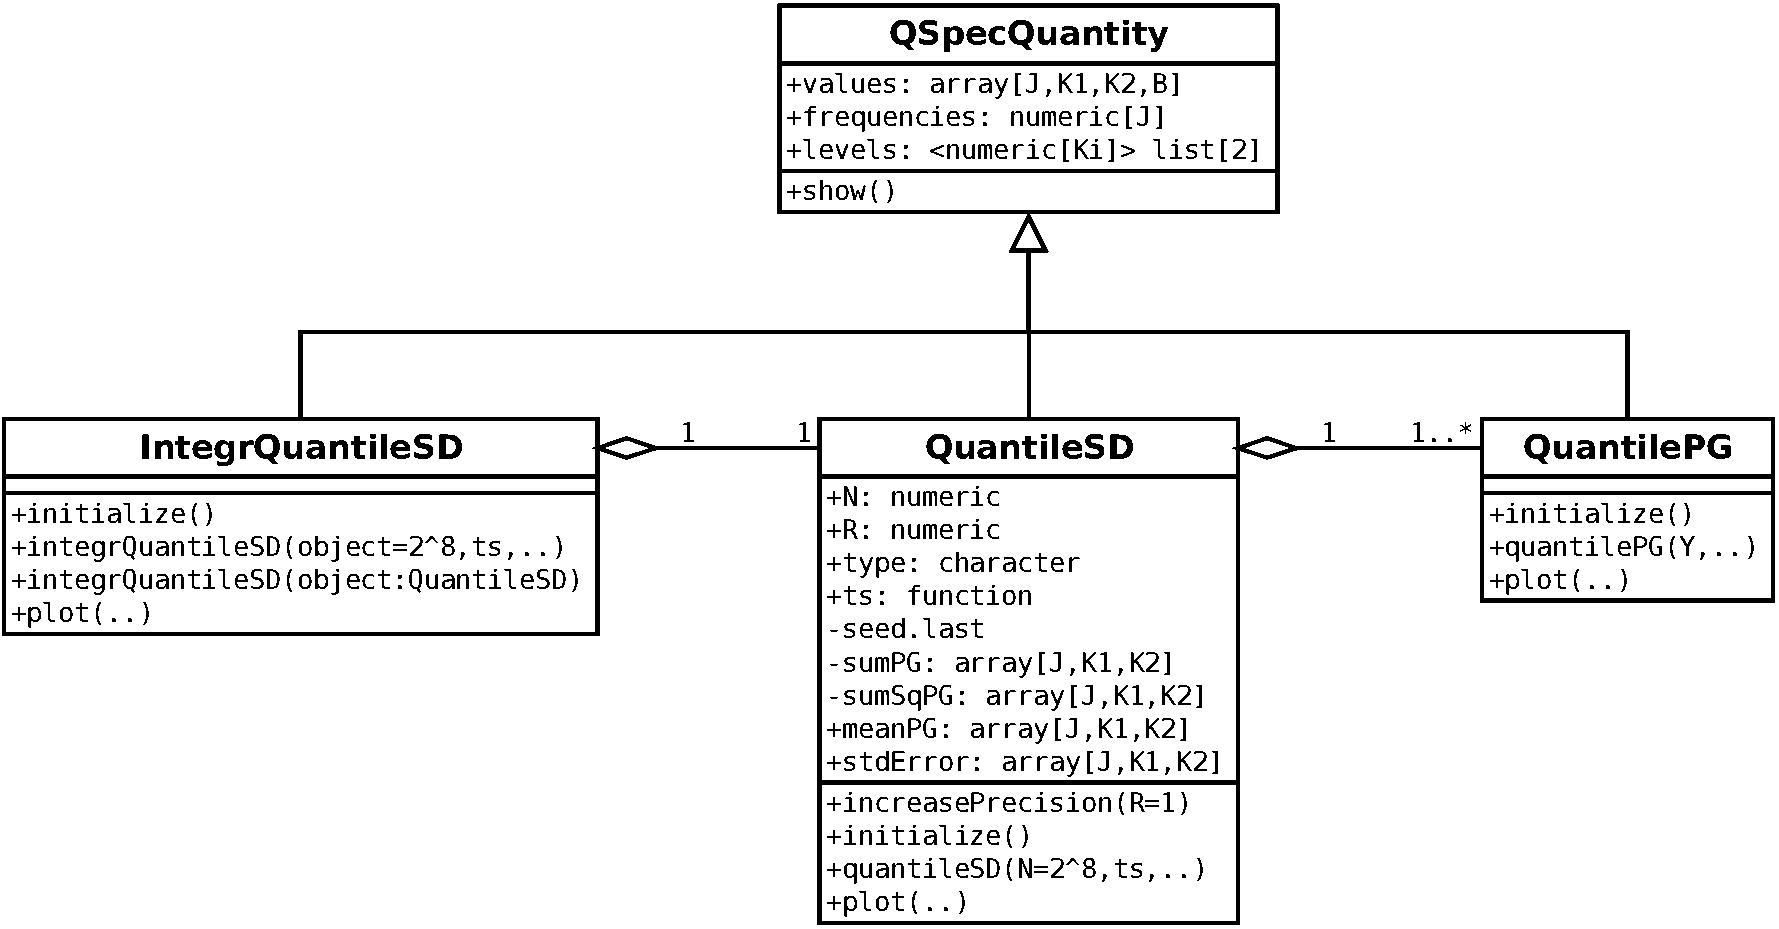 QSpecQuantity
+values: array[J,K1,K2,B]
+frequencies: numeric[J]
+levels: <numeric[Ki]> list[2]
+show()
IntegrQuantileSD
+initialize()
+integrQuantileSD(object=2^8,ts,..)
+integrQuantileSD(object:QuantileSD)
+plot(..)
1
1
QuantileSD
+N: numeric
+R: numeric
+type: character
+ts: function
-seed.last
-sumPG: array[J,K1,K2]
-sumSqPG: array[J,K1,K2]
+meanPG: array[J,K1,K2]
+stdError: array[J,K1,K2]
+increasePrecision(R=1)
+initialize()
+quantileSD(N=2^8,ts,..)
+plot(..)
1
1..*
QuantilePG
+initialize()
+quantilePG(Y,..)
+plot(..)